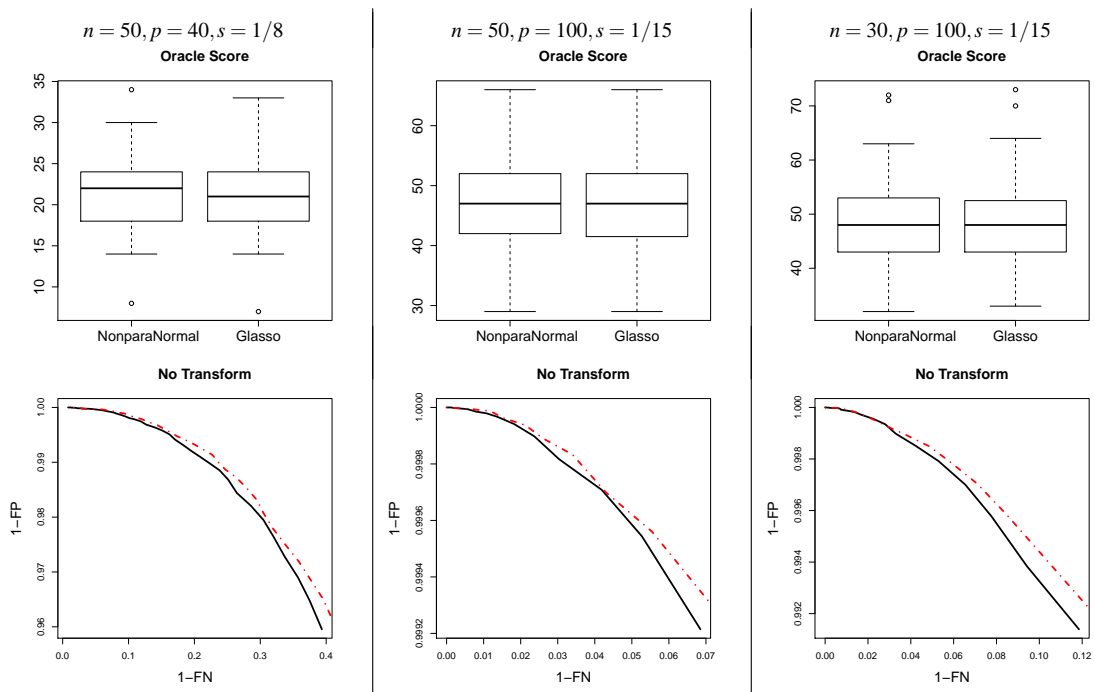 n = 50, p = 40, s = 1/8
Oracle Score
35
30
25
20
15
10
NonparaNormal Glasso
No Transform
1.00
0.99
0.98
0.97
0.96
1−FP
0.0 0.1 0.2 0.3 0.4
1−FN
n = 50, p = 100, s = 1/15
Oracle Score
60
50
40
30
NonparaNormal Glasso
No Transform
1.0000
0.9998
0.9996
0.9994
0.9992
1−FP
0.00 0.01 0.02 0.03 0.04 0.05 0.06 0.07
1−FN
n = 30, p = 100, s = 1/15
Oracle Score
70
60
50
40
NonparaNormal Glasso
No Transform
1.000
0.998
0.996
0.994
0.992
1−FP
0.00 0.02 0.04 0.06 0.08 0.10 0.12
1−FN